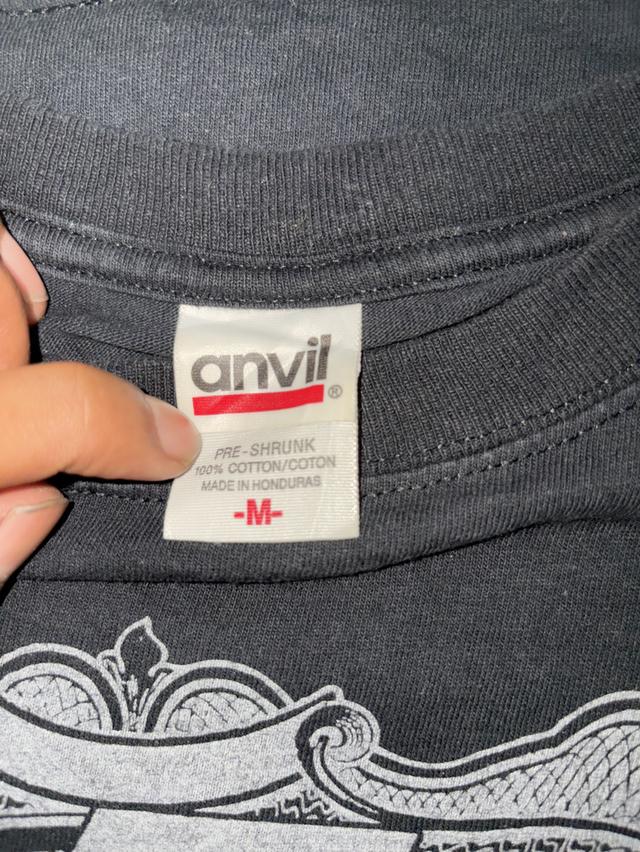 anvil®
PRE-SHRUNK
100% COTTON/COTON
MADE IN HONDURAS
-M-